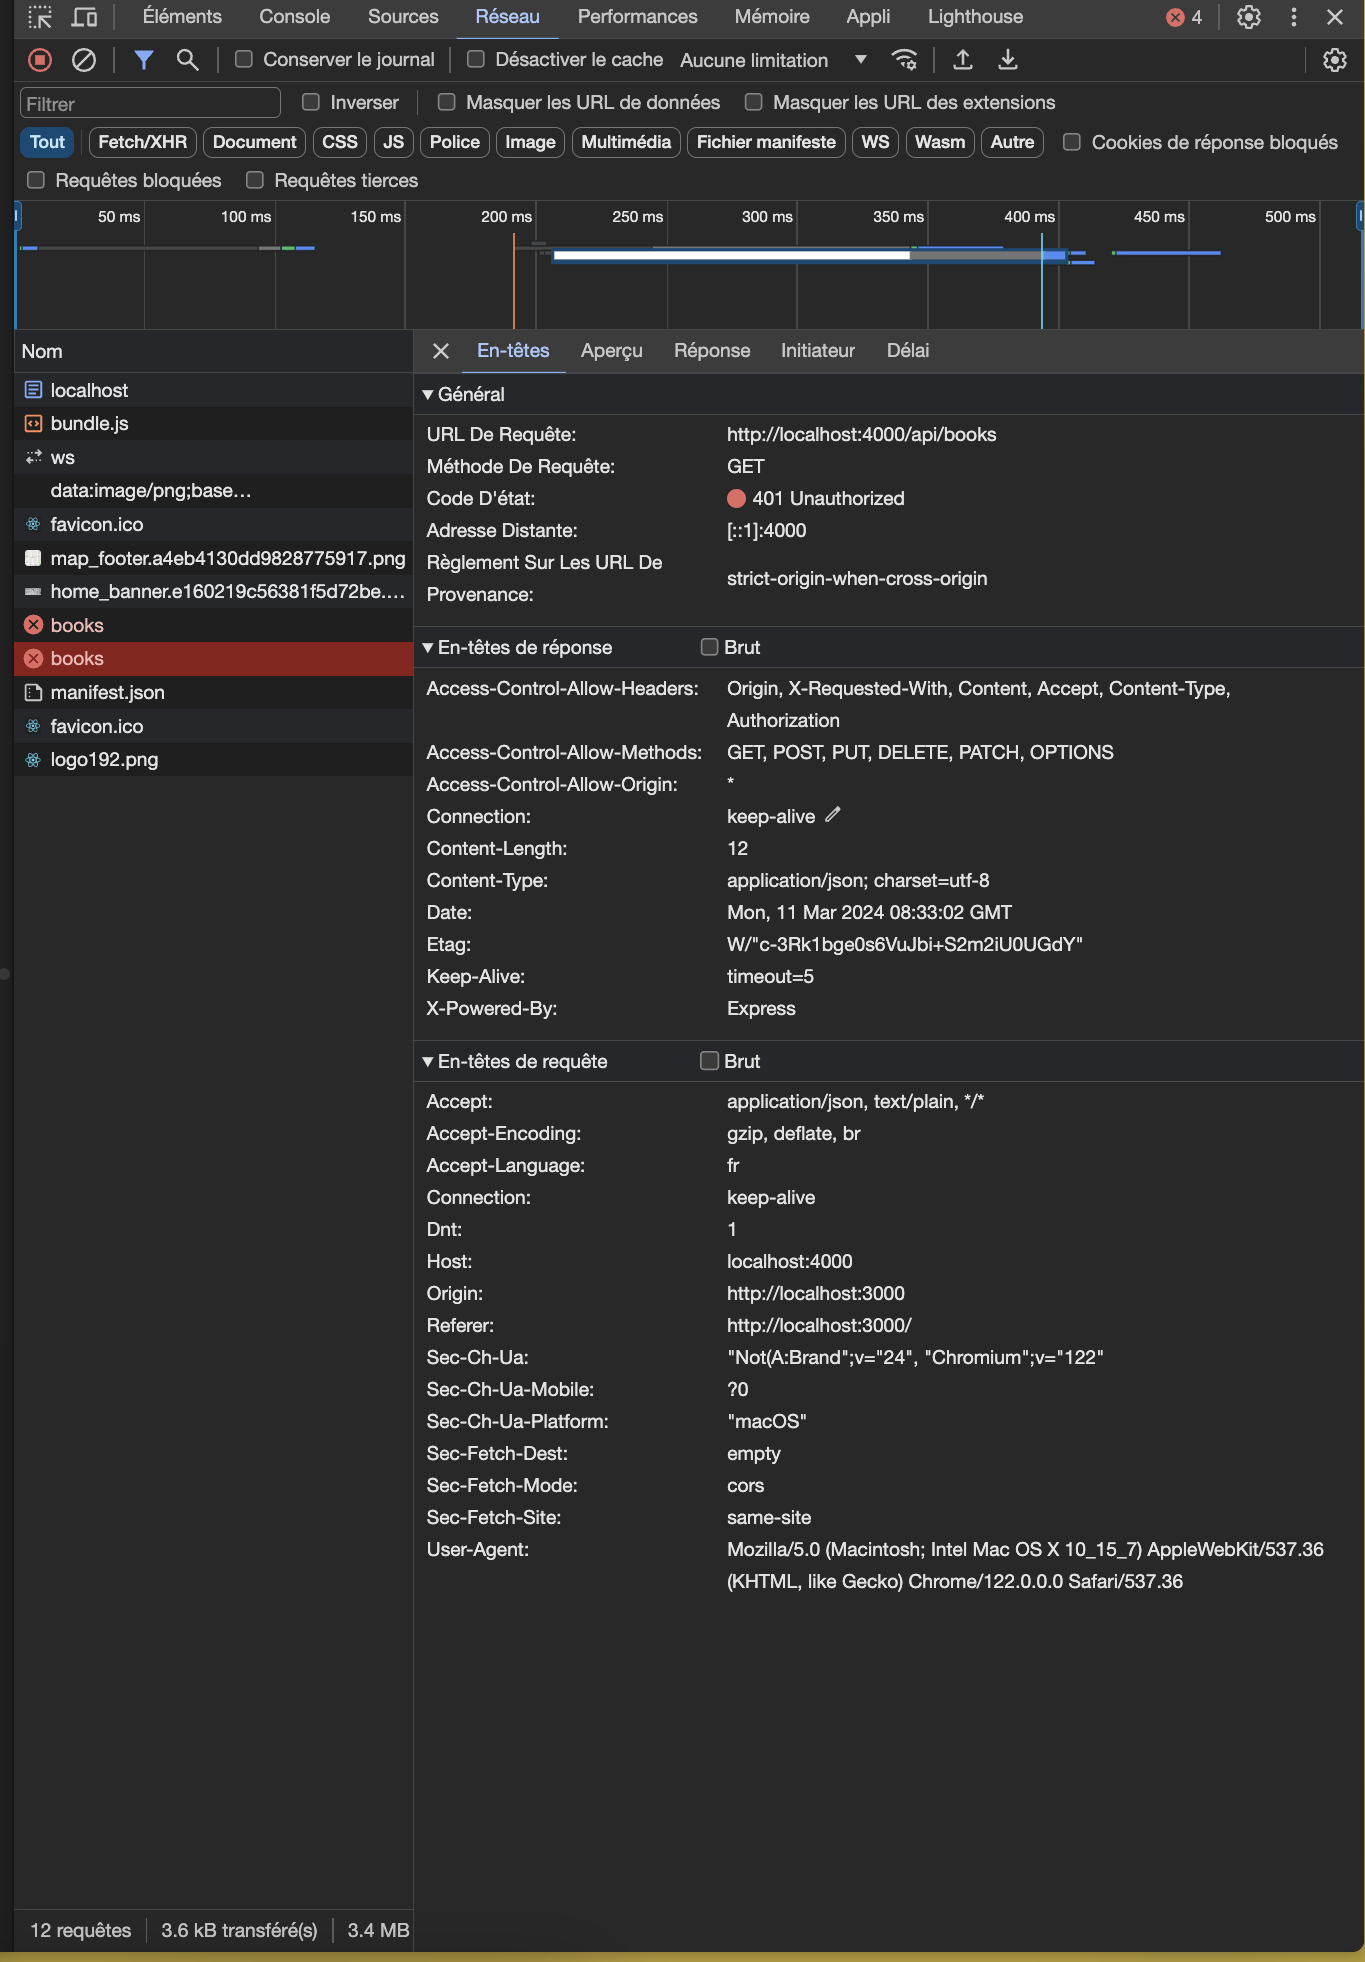 Éléments Console Sources Réseau Performances Mémoire Appli Lighthouse 4
Conserver le journal Désactiver le cache Aucune limitation
Filtrer Inverser Masquer les URL de données Masquer les URL des extensions
Tout Fetch/XHR Document CSS JS Police Image Multimédia Fichier manifeste WS Wasm Autre Cookies de réponse bloqués
Requêtes bloquées Requêtes tierces
50 ms 100 ms 150 ms 200 ms 250 ms 300 ms 350 ms 400 ms 450 ms 500 ms
Nom
localhost
bundle.js
ws
data:image/png;base…
favicon.ico
map_footer.a4eb4130dd9828775917.png
home_banner.e160219c56381f5d72be.…
books
books
manifest.json
favicon.ico
logo192.png
En-têtes Aperçu Réponse Initiateur Délai
Général
URL De Requête: http://localhost:4000/api/books
Méthode De Requête: GET
Code D'état: 401 Unauthorized
Adresse Distante: [::1]:4000
Règlement Sur Les URL De
Provenance: strict-origin-when-cross-origin
En-têtes de réponse Brut
Access-Control-Allow-Headers: Origin, X-Requested-With, Content, Accept, Content-Type,
Authorization
Access-Control-Allow-Methods: GET, POST, PUT, DELETE, PATCH, OPTIONS
Access-Control-Allow-Origin: *
Connection: keep-alive
Content-Length: 12
Content-Type: application/json; charset=utf-8
Date: Mon, 11 Mar 2024 08:33:02 GMT
Etag: W/"c-3Rk1bge0s6VuJbi+S2m2iU0UGdY"
Keep-Alive: timeout=5
X-Powered-By: Express
En-têtes de requête Brut
Accept: application/json, text/plain, */*
Accept-Encoding: gzip, deflate, br
Accept-Language: fr
Connection: keep-alive
Dnt: 1
Host: localhost:4000
Origin: http://localhost:3000
Referer: http://localhost:3000/
Sec-Ch-Ua: "Not(A:Brand";v="24", "Chromium";v="122"
Sec-Ch-Ua-Mobile: ?0
Sec-Ch-Ua-Platform: "macOS"
Sec-Fetch-Dest: empty
Sec-Fetch-Mode: cors
Sec-Fetch-Site: same-site
User-Agent: Mozilla/5.0 (Macintosh; Intel Mac OS X 10_15_7) AppleWebKit/537.36
(KHTML, like Gecko) Chrome/122.0.0.0 Safari/537.36
12 requêtes 3.6 kB transféré(s) 3.4 MB